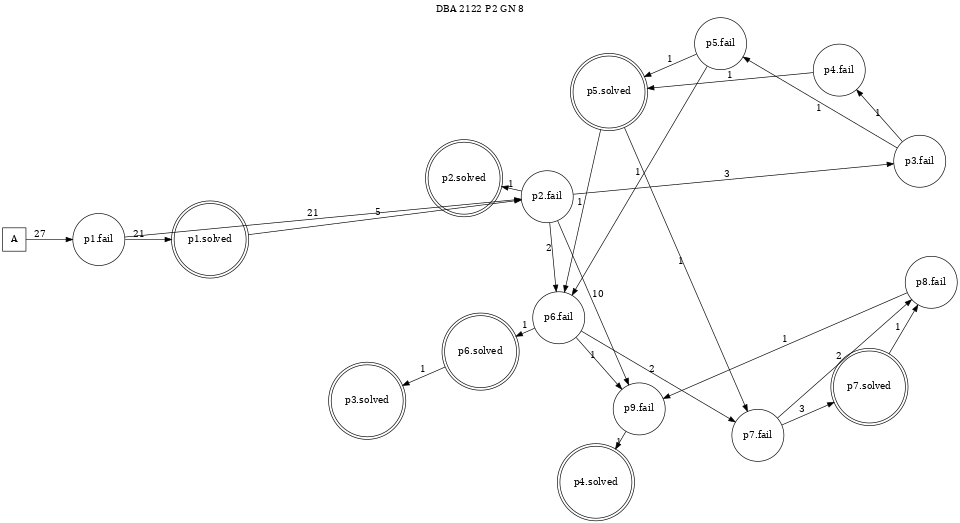 DBA 2122 P2 GN 8
p5.fail
p4.fail
1
p5.solved
1
1
1
p3.fail
p2.solved
1
p2.fail
3
1
21
5
1
A
27
p1.fail
21
p1.solved
2
1
p8.fail
10
p6.fail
1
p6.solved
1
2
1
2
1
p3.solved
1
p7.solved
p9.fail
3
p7.fail
1
p4.solved